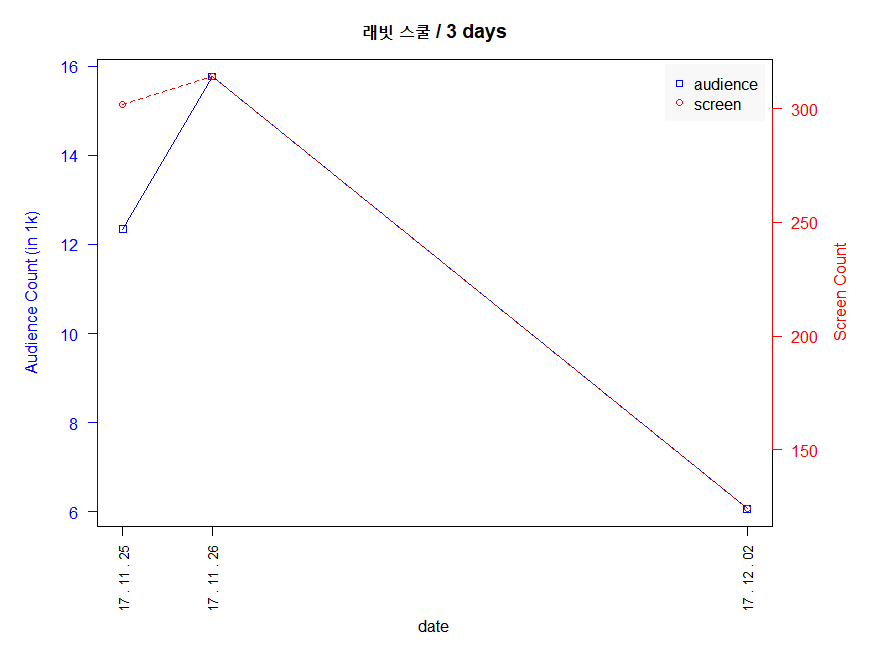 래빗 스쿨 / 3 days
audience
screen
16
14
12
10
8
6
Audience Count (in 1k)
300
250
200
150
Screen Count
17 . 11 . 25
17 . 11 . 26
17 . 12 . 02
date